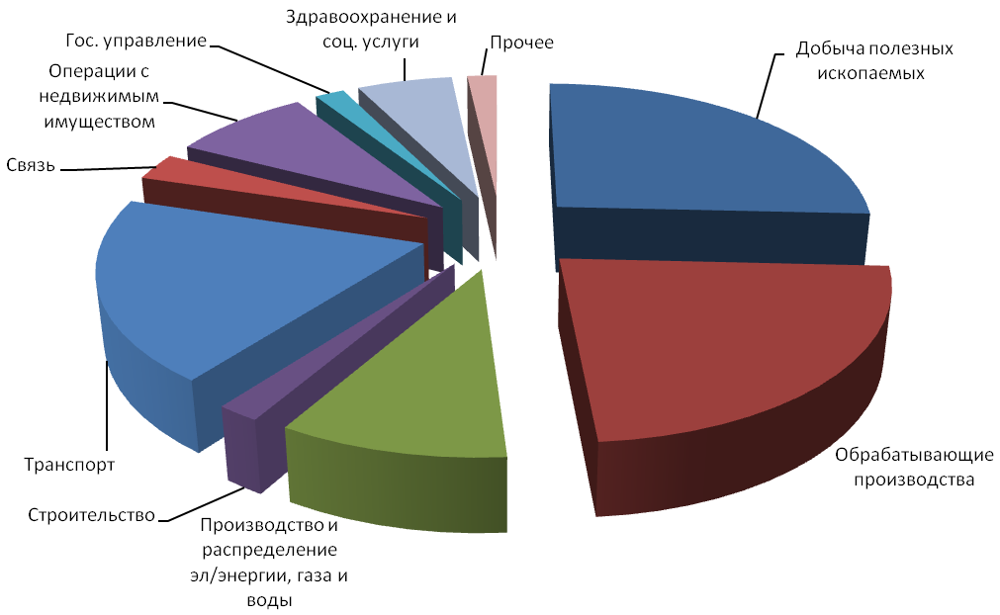 Здравоохранение и
соц. услуги
Гос. управление
Прочее
Добыча полезных
ископаемых
Операции с
недвижимым
имуществом
Связь
Обрабатывающие
производства
Транспорт
Строительство
Производство и
распределение
эл/энергии, газа и
воды